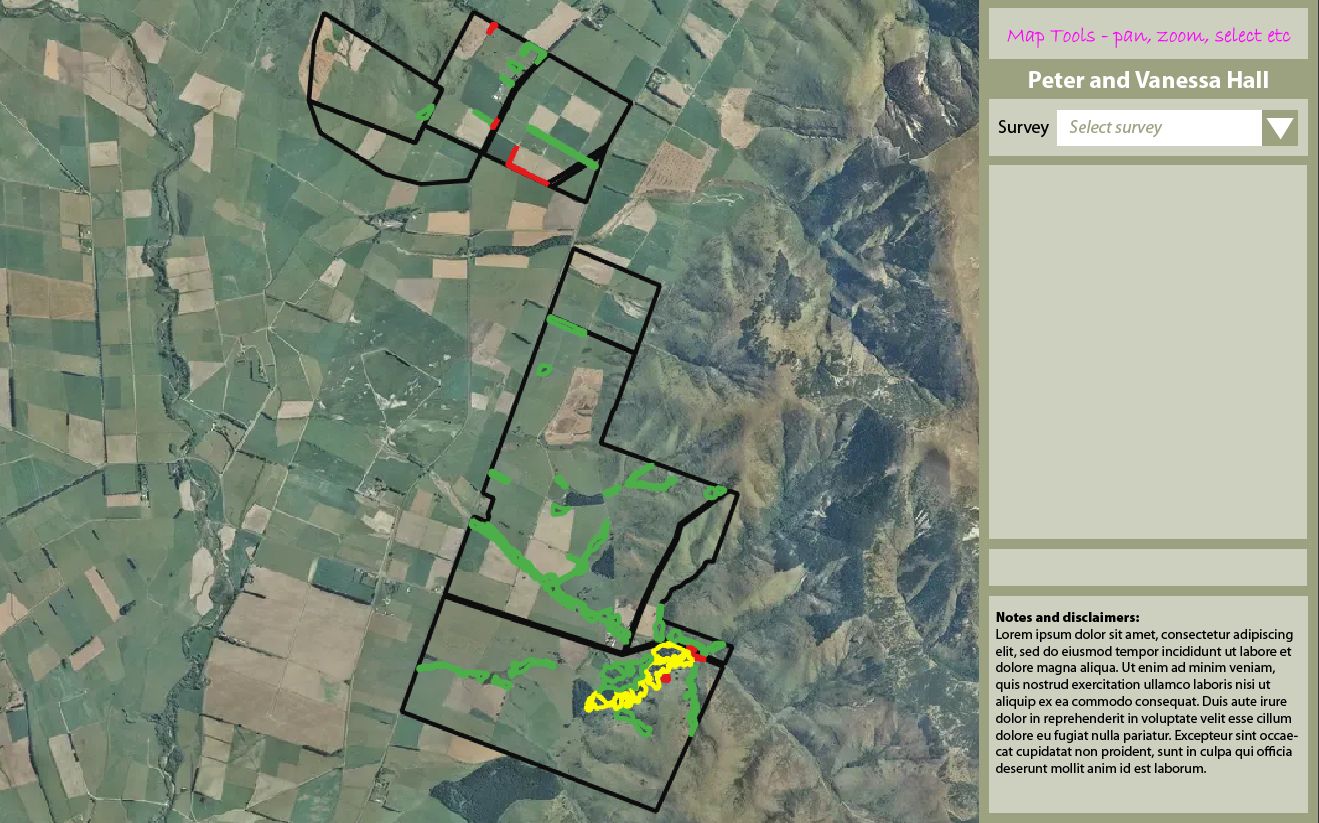 Map Tools - pan, zoom, select etc
Peter and Vanessa Hall
Survey Select survey
Notes and disclaimers:
Lorem ipsum dolor sit amet, consectetur adipiscing
elit, sed do eiusmod tempor incididunt ut labore et
dolore magna aliqua. Ut enim ad minim veniam,
quis nostrud exercitation ullamco laboris nisi ut
aliquip ex ea commodo consequat. Duis aute irure
dolor in reprehenderit in voluptate velit esse cillum
dolore eu fugiat nulla pariatur. Excepteur sint occae-
cat cupidatat non proident, sunt in culpa qui officia
deserunt mollit anim id est laborum.